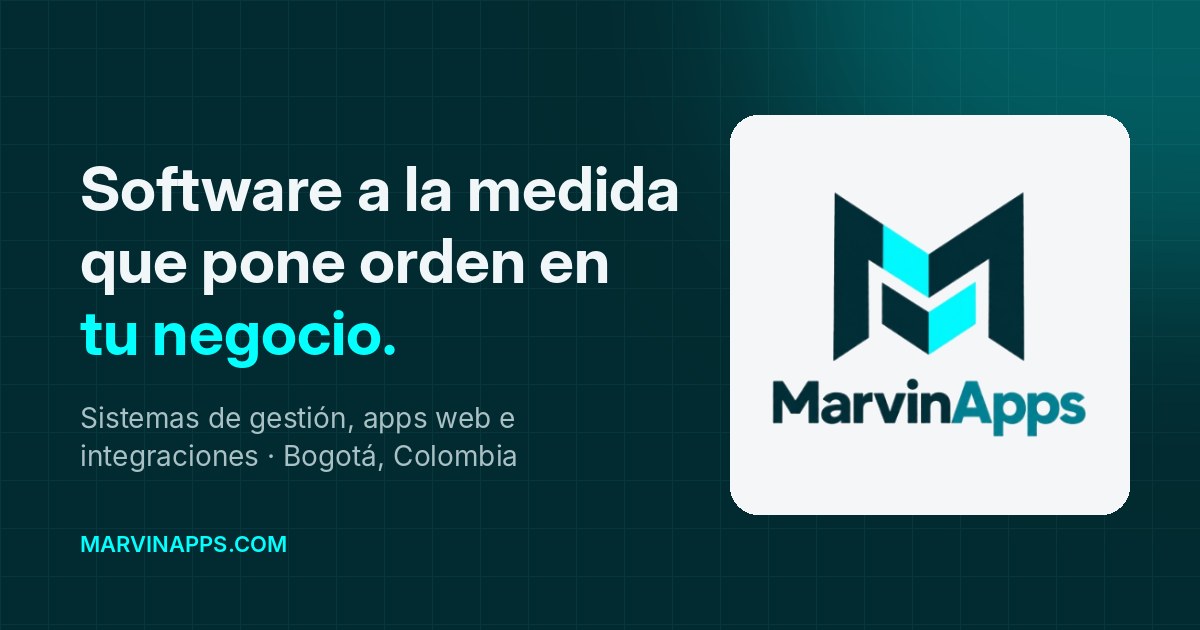 Software a la medida
que pone orden en
tu negocio.
Sistemas de gestión, apps web e
integraciones · Bogotá, Colombia
MARVINAPPS.COM
MarvinApps